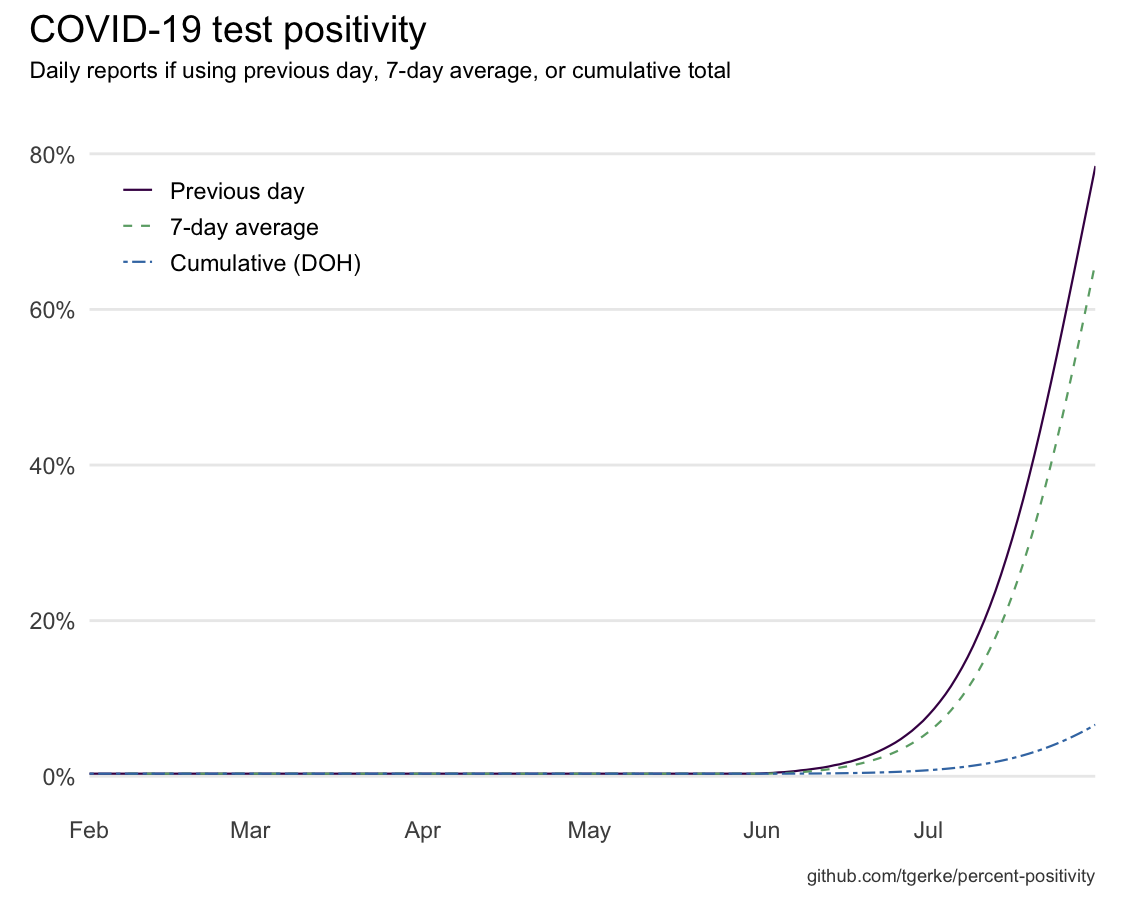 COVID-19 test positivity
Daily reports if using previous day, 7-day average, or cumulative total
80%
Previous day
7-day average
Cumulative (DOH)
60%
40%
20%
0%
Feb Mar Apr May Jun Jul
github.com/tgerke/percent-positivity